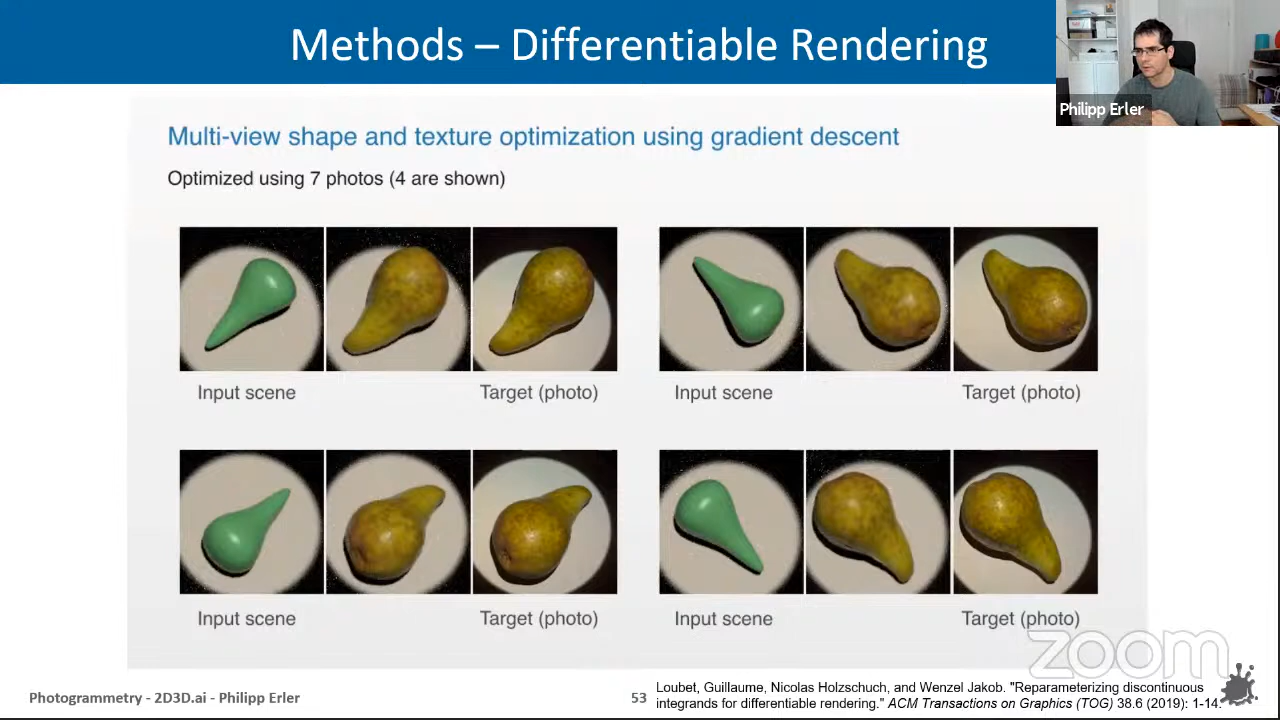 Methods – Differentiable Rendering
Philipp Erler
Multi-view shape and texture optimization using gradient descent
Optimized using 7 photos (4 are shown)
Input scene
Target (photo)
Input scene
Target (photo)
Input scene
Target (photo)
Input scene
Target (photo)
zoom
Photogrammetry - 2D3D.ai - Philipp Erler
53
Loubet, Guillaume, Nicolas Holzschuch, and Wenzel Jakob. "Reparameterizing discontinuous
integrands for differentiable rendering." ACM Transactions on Graphics (TOG) 38.6 (2019): 1-14.